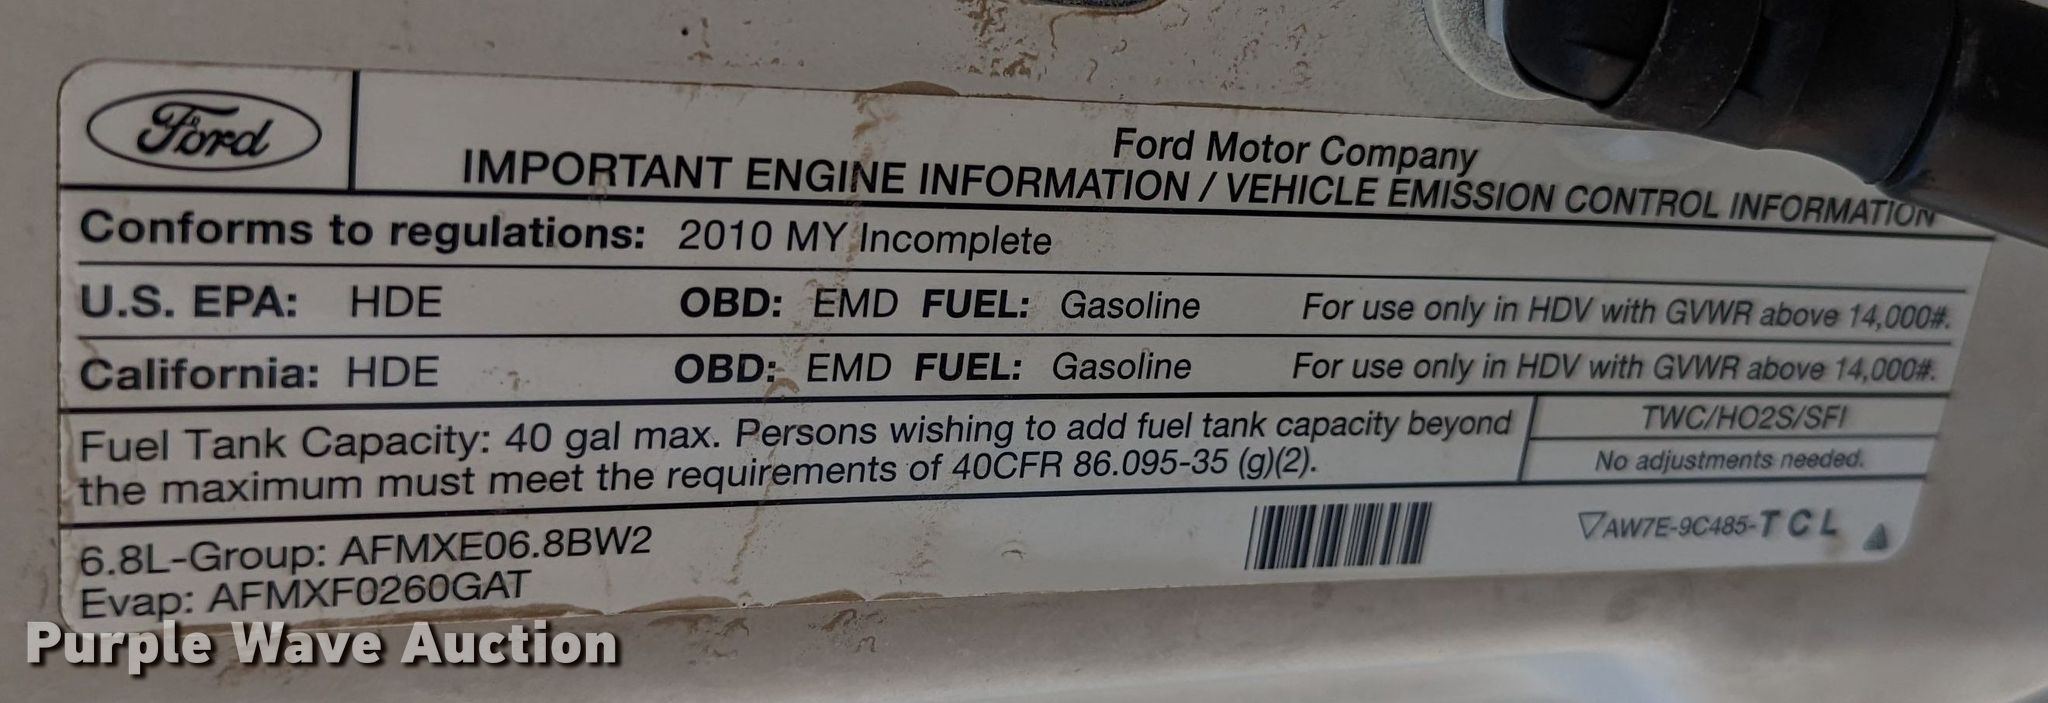 Ford
Ford Motor Company
IMPORTANT ENGINE INFORMATION / VEHICLE EMISSION CONTROL INFORMATION
Conforms to regulations: 2010 MY Incomplete
U.S. EPA: HDE OBD: EMD FUEL: Gasoline For use only in HDV with GVWR above 14,000#.
California: HDE OBD: EMD FUEL: Gasoline For use only in HDV with GVWR above 14,000#.
Fuel Tank Capacity: 40 gal max. Persons wishing to add fuel tank capacity beyond
the maximum must meet the requirements of 40CFR 86.095-35 (g)(2).
TWC/HO2S/SFI
No adjustments needed.
6.8L-Group: AFMXE06.8BW2
Evap: AFMXF0260GAT
AW7E-9C485-TCL
Purple Wave Auction